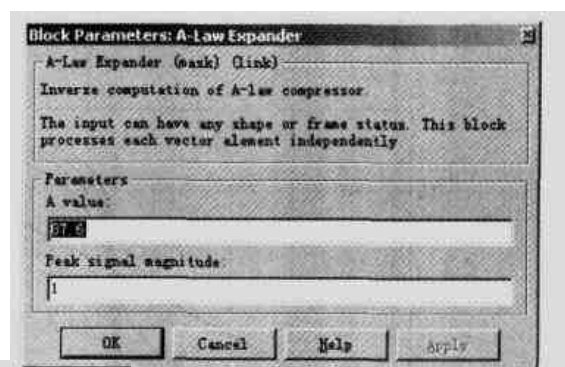 Block Parameters: A-Law Expander
A-Law Expander (mask) (link)
Inverse computation of A-law compressor.
The input can have any shape or frame status. This block
processes each vector element independently
Parameters
A value:
87.6
Peak signal magnitude:
1
OK
Cancel
Help
Apply